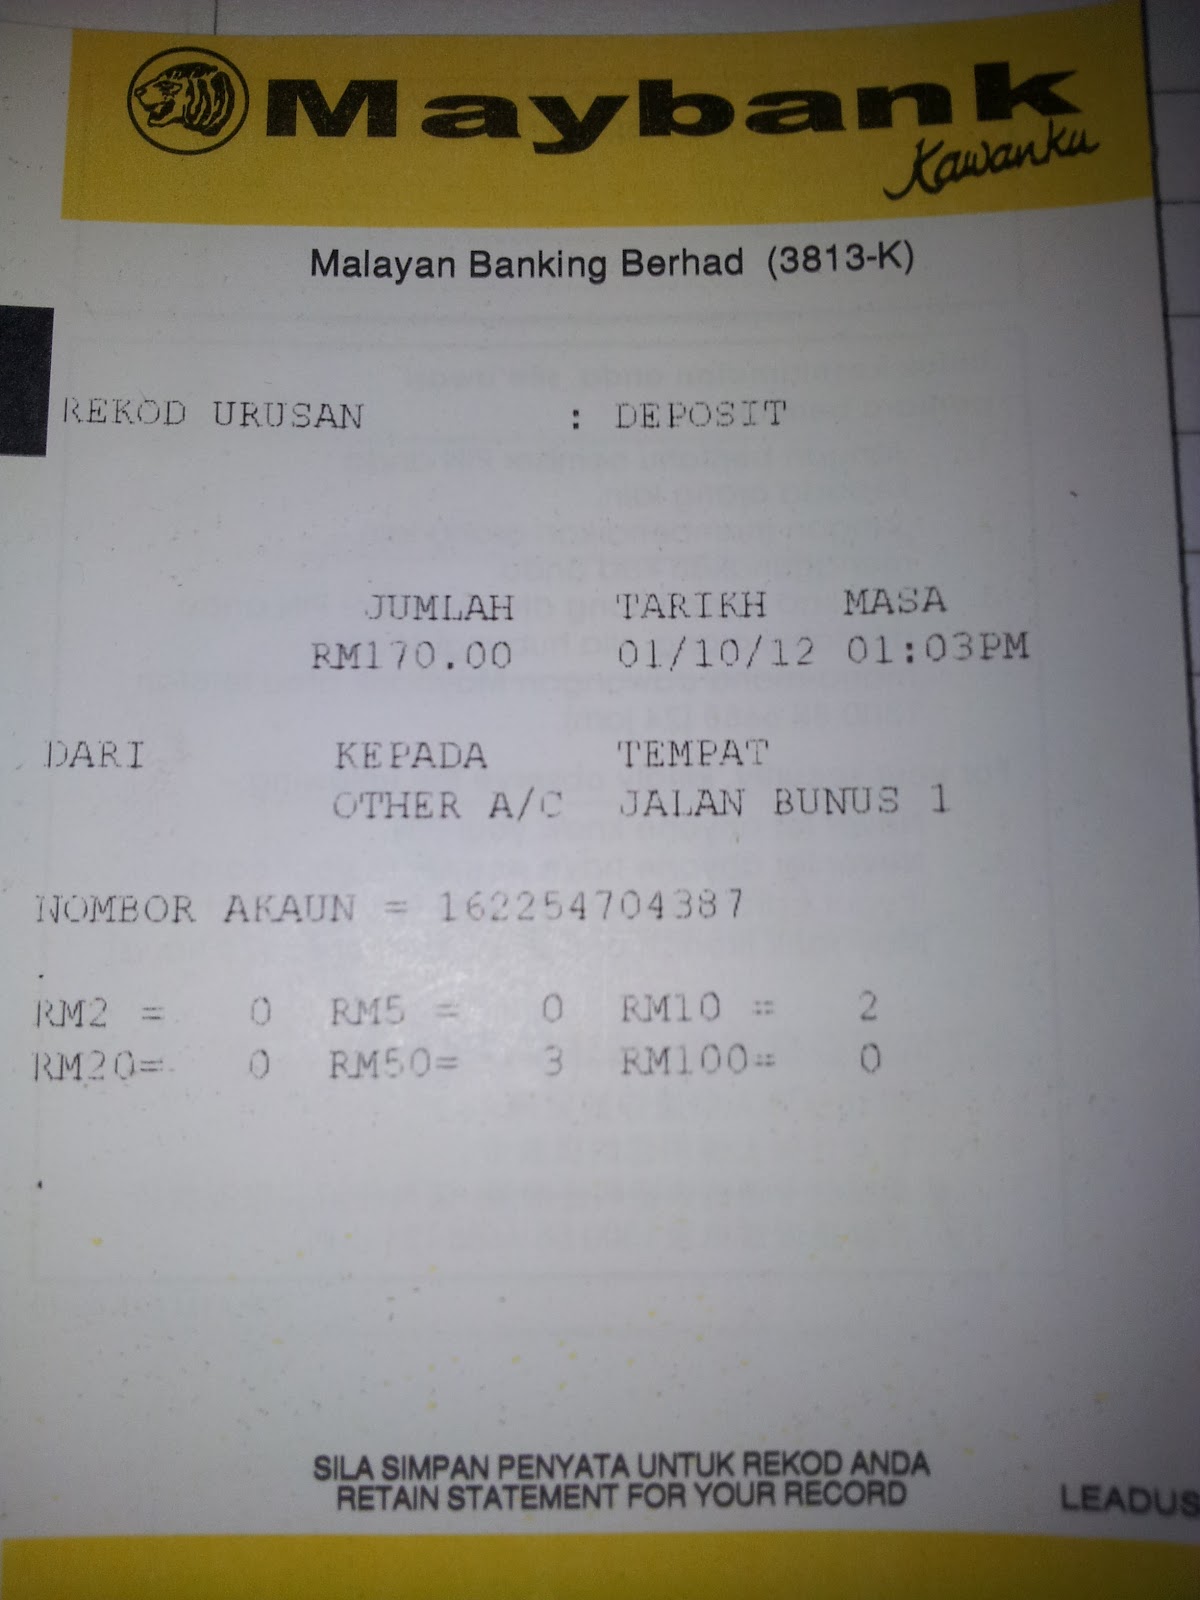 Maybank
Kawanku
Malayan Banking Berhad (3813-K)
REKOD URUSAN : DEPOSIT
JUMLAH TARIKH MASA
RM170.00 01/10/12 01:03PM
DARI KEPADA TEMPAT
OTHER A/C JALAN BUNUS 1
NOMBOR AKAUN = 162254704387
RM2 = 0 RM5 = 0 RM10 = 2
RM20= 0 RM50= 3 RM100= 0
SILA SIMPAN PENYATA UNTUK REKOD ANDA
RETAIN STATEMENT FOR YOUR RECORD
LEADUS